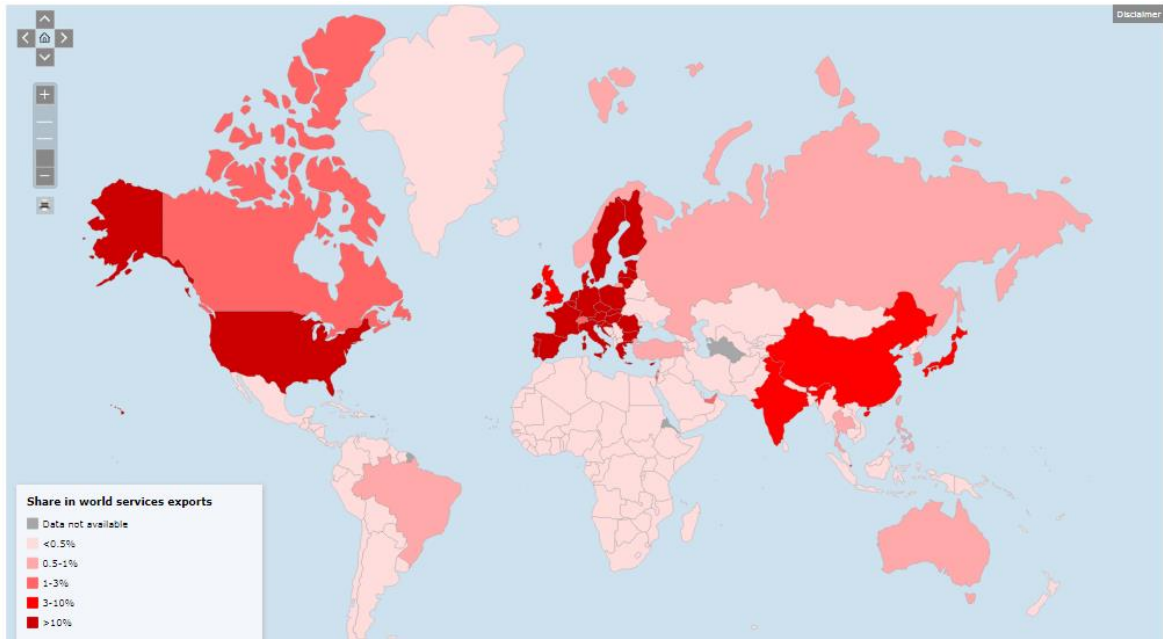 Disclaimer
Share in world services exports
Data not available
<0.5%
0.5-1%
1-3%
3-10%
>10%